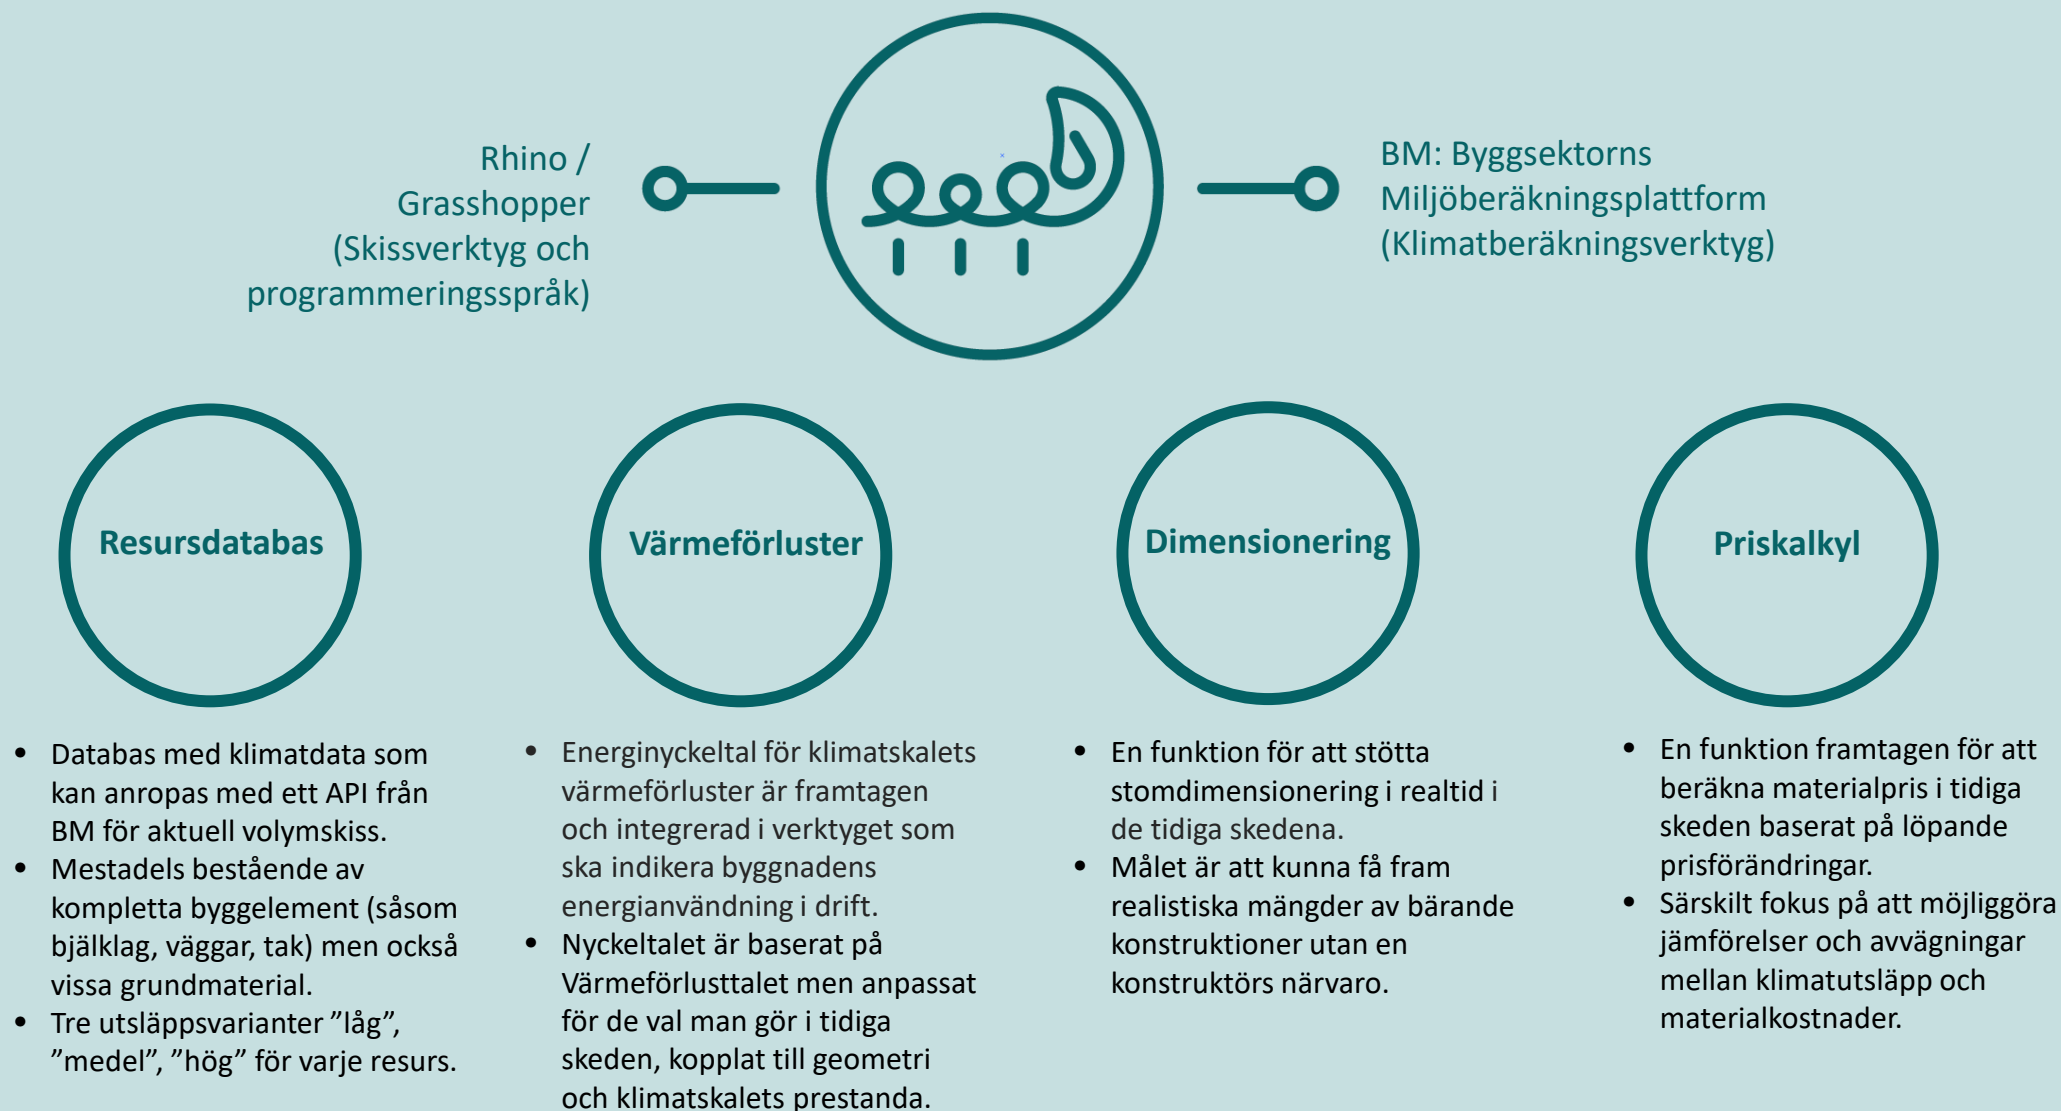 Rhino /
Grasshopper
(Skissverktyg och
programmeringsspråk)
BM: Byggsektorns
Miljöberäkningsplattform
(Klimatberäkningsverktyg)
Resursdatabas
• Databas med klimatdata som
kan anropas med ett API från
BM för aktuell volymskiss.
• Mestadels bestående av
kompletta byggelement (såsom
bjälklag, väggar, tak) men också
vissa grundmaterial.
• Tre utsläppsvarianter ”låg”,
”medel”, ”hög” för varje resurs.
Värmeförluster
• Energinyckeltal för klimatskalets
värmeförluster är framtagen
och integrerad i verktyget som
ska indikera byggnadens
energianvändning i drift.
• Nyckeltalet är baserat på
Värmeförlusttalet men anpassat
för de val man gör i tidiga
skeden, kopplat till geometri
och klimatskalets prestanda.
Dimensionering
• En funktion för att stötta
stomdimensionering i realtid i
de tidiga skedena.
• Målet är att kunna få fram
realistiska mängder av bärande
konstruktioner utan en
konstruktörs närvaro.
Priskalkyl
• En funktion framtagen för att
beräkna materialpris i tidiga
skeden baserat på löpande
prisförändringar.
• Särskilt fokus på att möjliggöra
jämförelser och avvägningar
mellan klimatutsläpp och
materialkostnader.